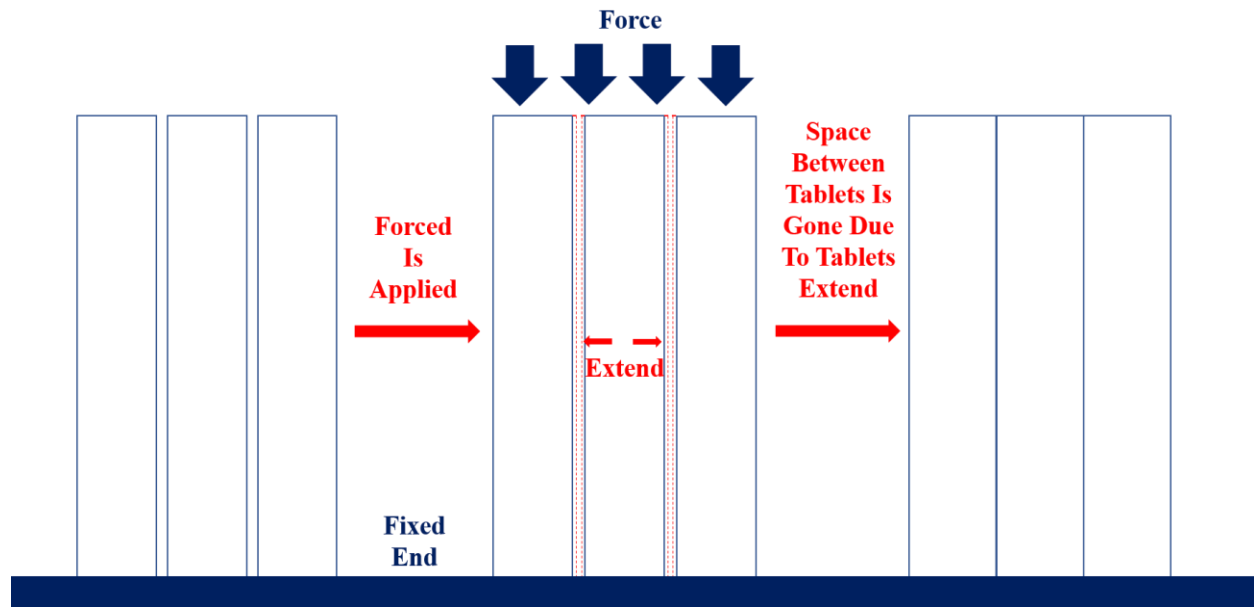 Force
Forced
Is
Applied
Fixed
End
Extend
Space
Between
Tablets Is
Gone Due
To Tablets
Extend